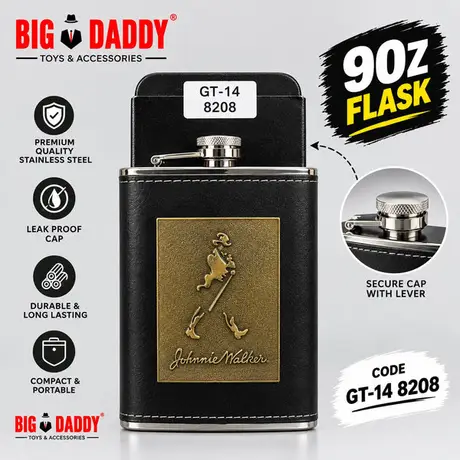 BIG DADDY®
TOYS & ACCESSORIES
GT-14
8208
9OZ
FLASK
PREMIUM
QUALITY
STAINLESS STEEL
LEAK PROOF
CAP
DURABLE &
LONG LASTING
COMPACT &
PORTABLE
SECURE CAP
WITH LEVER
Johnnie Walker.
CODE
GT-14 8208
BIG DADDY®
TOYS & ACCESSORIES